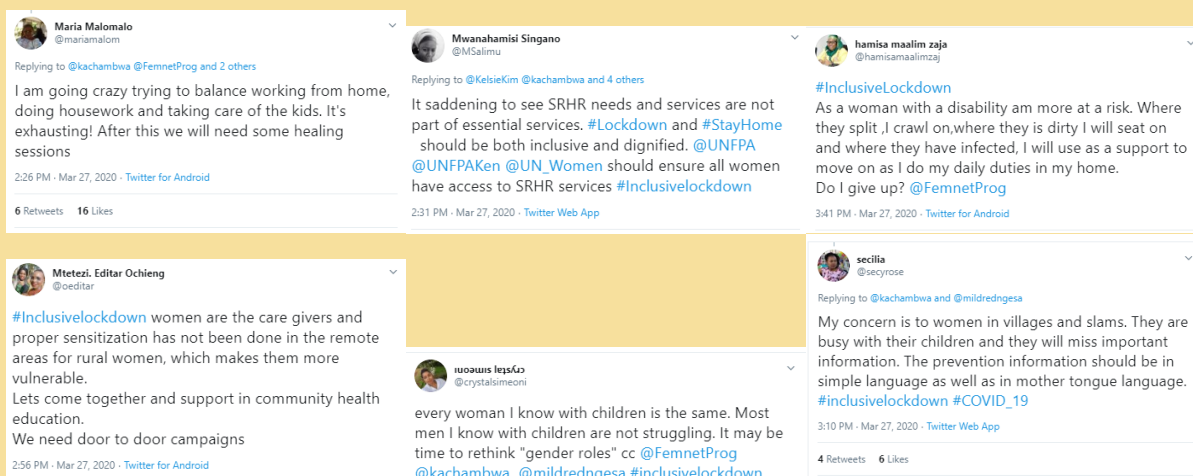 Maria Malomalo
@mariamalom
Replying to @kachambwa @FemnetProg and 2 others
I am going crazy trying to balance working from home,
doing housework and taking care of the kids. It's
exhausting! After this we will need some healing
sessions
2:26 PM · Mar 27, 2020 · Twitter for Android
6 Retweets 16 Likes
Mwanahamisi Singano
@MSalimu
Replying to @KelsieKim @kachambwa and 4 others
It saddening to see SRHR needs and services are not
part of essential services. #Lockdown and #StayHome
should be both inclusive and dignified. @UNFPA
@UNFPAKen @UN_Women should ensure all women
have access to SRHR services #Inclusivelockdown
2:31 PM · Mar 27, 2020 · Twitter Web App
hamisa maalim zaja
@hamisamaalimzaj
#InclusiveLockdown
As a woman with a disability am more at a risk. Where
they split ,I crawl on,where they is dirty I will seat on
and where they have infected, I will use as a support to
move on as I do my daily duties in my home.
Do I give up? @FemnetProg
3:41 PM · Mar 27, 2020 · Twitter for Android
Mtetezi. Editar Ochieng
@oeditar
#Inclusivelockdown women are the care givers and
proper sensitization has not been done in the remote
areas for rural women, which makes them more
vulnerable.
Lets come together and support in community health
education.
We need door to door campaigns
2:56 PM · Mar 27, 2020 · Twitter for Android
crystal simeoni
@crystalsimeoni
every woman I know with children is the same. Most
men I know with children are not struggling. It may be
time to rethink "gender roles" cc @FemnetProg
@kachambwa @mildredngesa #inclusivelockdown
secilia
@secyrose
Replying to @kachambwa and @mildredngesa
My concern is to women in villages and slams. They are
busy with their children and they will miss important
information. The prevention information should be in
simple language as well as in mother tongue language.
#inclusivelockdown #COVID_19
3:10 PM · Mar 27, 2020 · Twitter Web App
4 Retweets 6 Likes